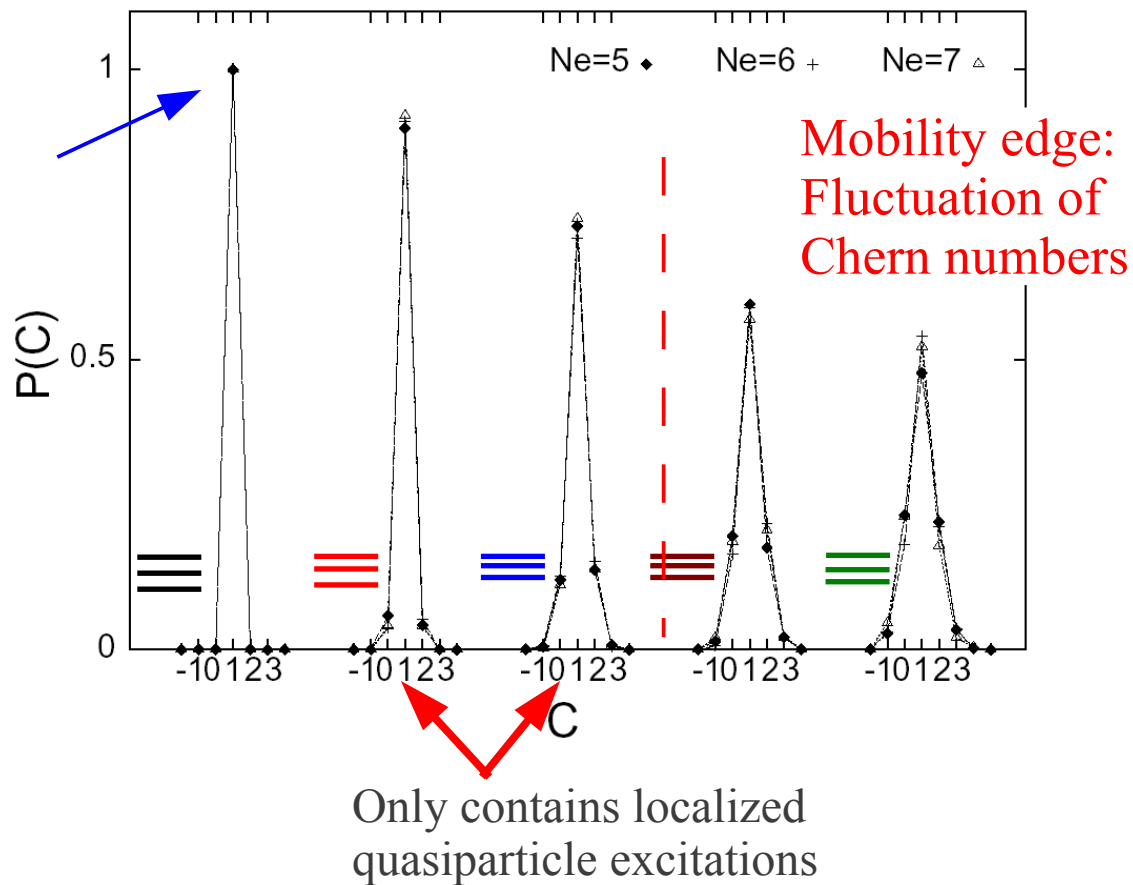 1
Ne=5
Ne=6
Ne=7
Mobility edge:
Fluctuation of
Chern numbers
P(C)
0.5
0
-10123
-10123
-10123
-10123
-10123
C
Only contains localized
quasiparticle excitations